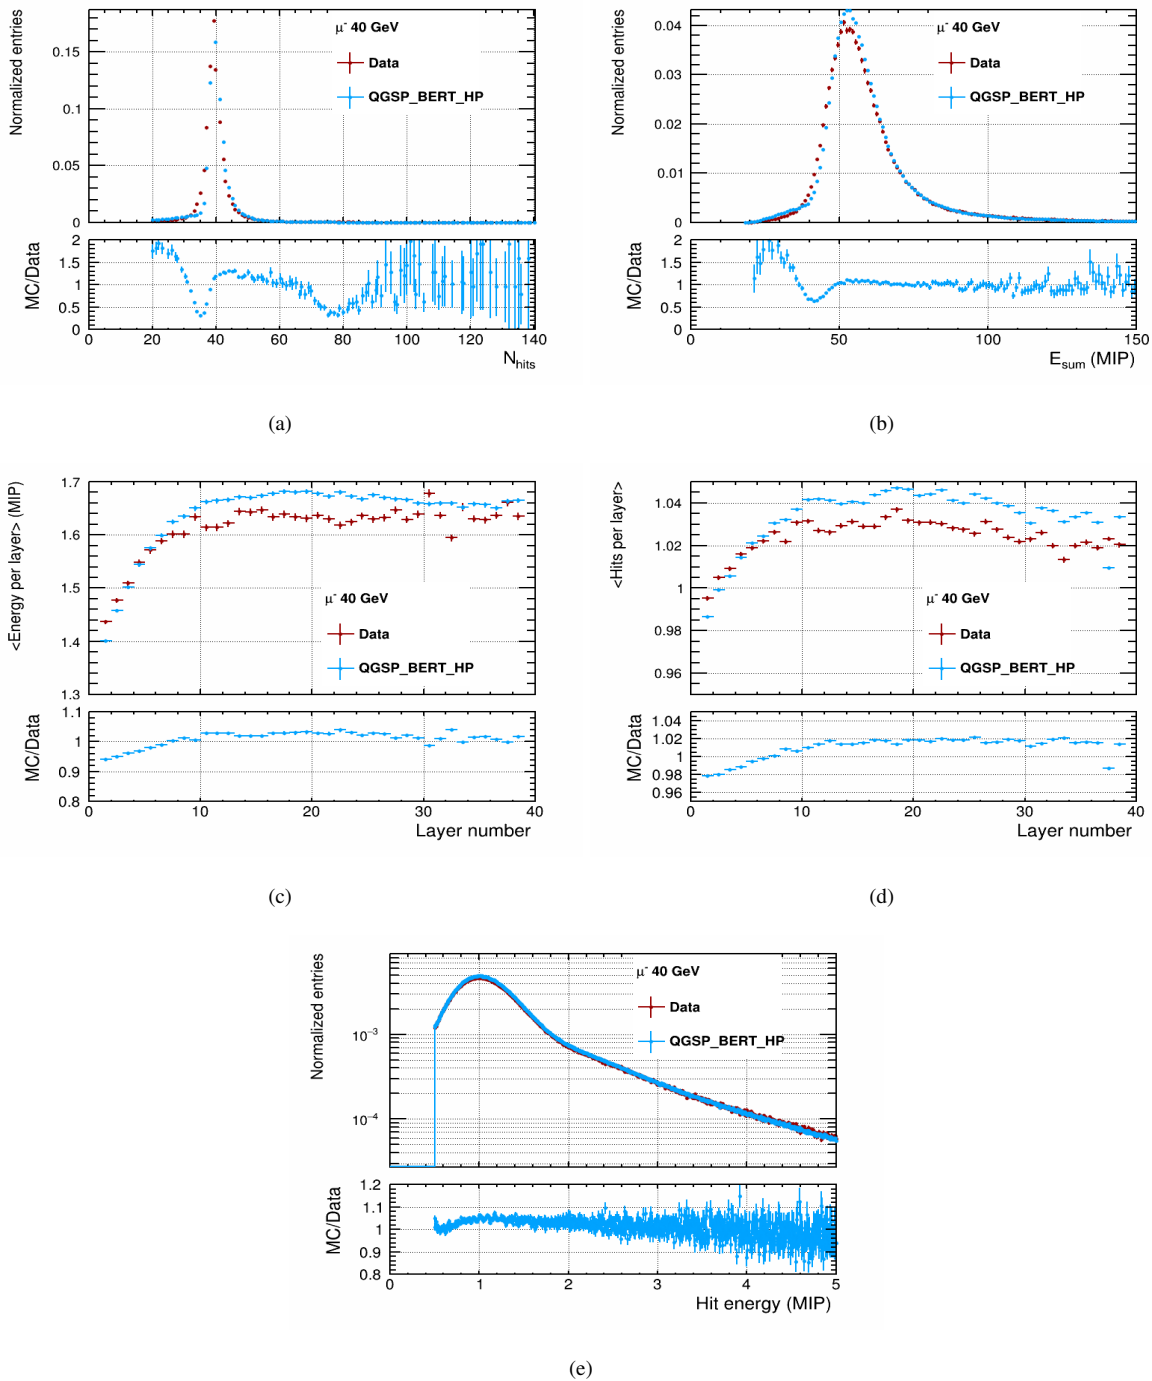 Normalized entries
0.15
0.1
0.05
0
μ⁻ 40 GeV
Data
QGSP_BERT_HP
MC/Data
2
1.5
1
0.5
0
0 20 40 60 80 100 120 140
N_hits
(a)
Normalized entries
0.04
0.03
0.02
0.01
0
μ⁻ 40 GeV
Data
QGSP_BERT_HP
MC/Data
2
1.5
1
0.5
0
0 50 100 150
E_sum (MIP)
(b)
<Energy per layer> (MIP)
1.7
1.6
1.5
1.4
1.3
μ⁻ 40 GeV
Data
QGSP_BERT_HP
MC/Data
1.1
1
0.9
0.8
0 10 20 30 40
Layer number
(c)
<Hits per layer>
1.04
1.02
1
0.98
0.96
μ⁻ 40 GeV
Data
QGSP_BERT_HP
MC/Data
1.04
1.02
1
0.98
0.96
0 10 20 30 40
Layer number
(d)
Normalized entries
10⁻³
10⁻⁴
μ⁻ 40 GeV
Data
QGSP_BERT_HP
MC/Data
1.2
1.1
1
0.9
0.8
0 1 2 3 4 5
Hit energy (MIP)
(e)